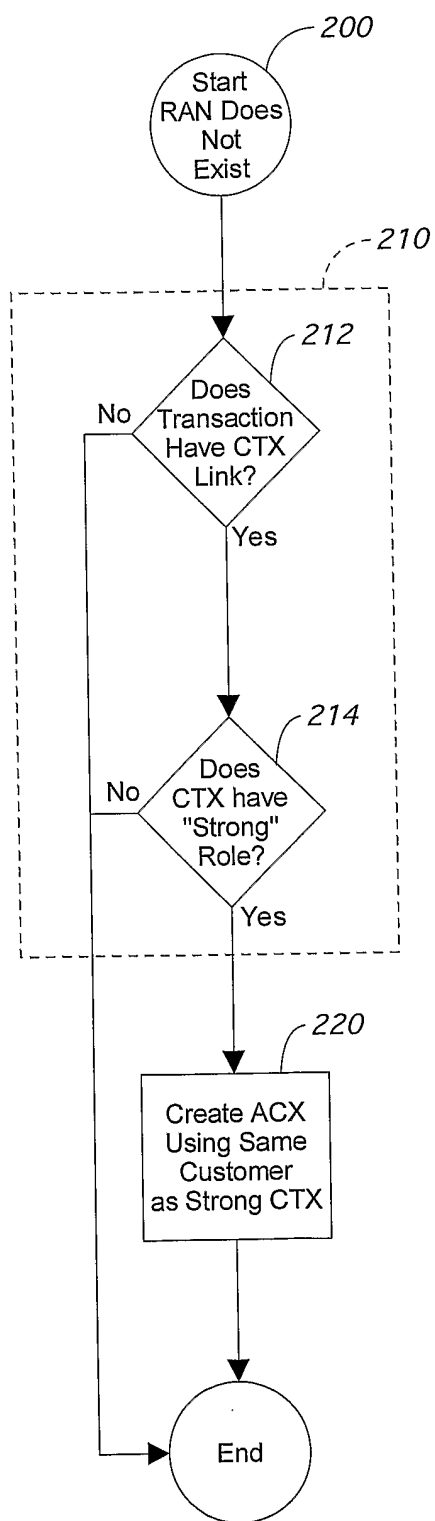 200
Start
RAN Does
Not
Exist
210
212
Does
Transaction
Have CTX
Link?
No
Yes
214
Does
CTX have
"Strong"
Role?
No
Yes
220
Create ACX
Using Same
Customer
as Strong CTX
End